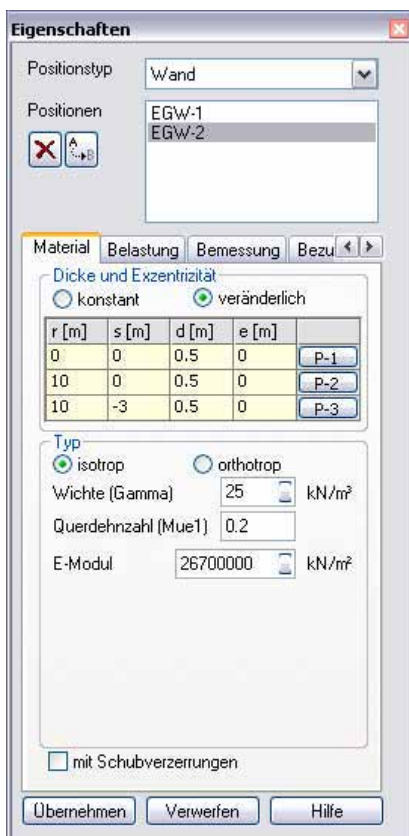 Eigenschaften
Positionstyp Wand
Positionen EGW-1
EGW-2
A B
Material Belastung Bemessung Bezu
Dicke und Exzentrizität
konstant veränderlich
r [m] s [m] d [m] e [m]
0 0 0.5 0 P-1
10 0 0.5 0 P-2
10 -3 0.5 0 P-3
Typ
isotrop orthotrop
Wichte (Gamma) 25 kN/m³
Querdehnzahl (Mue1) 0.2
E-Modul 26700000 kN/m²
mit Schubverzerrungen
Übernehmen Verwerfen Hilfe